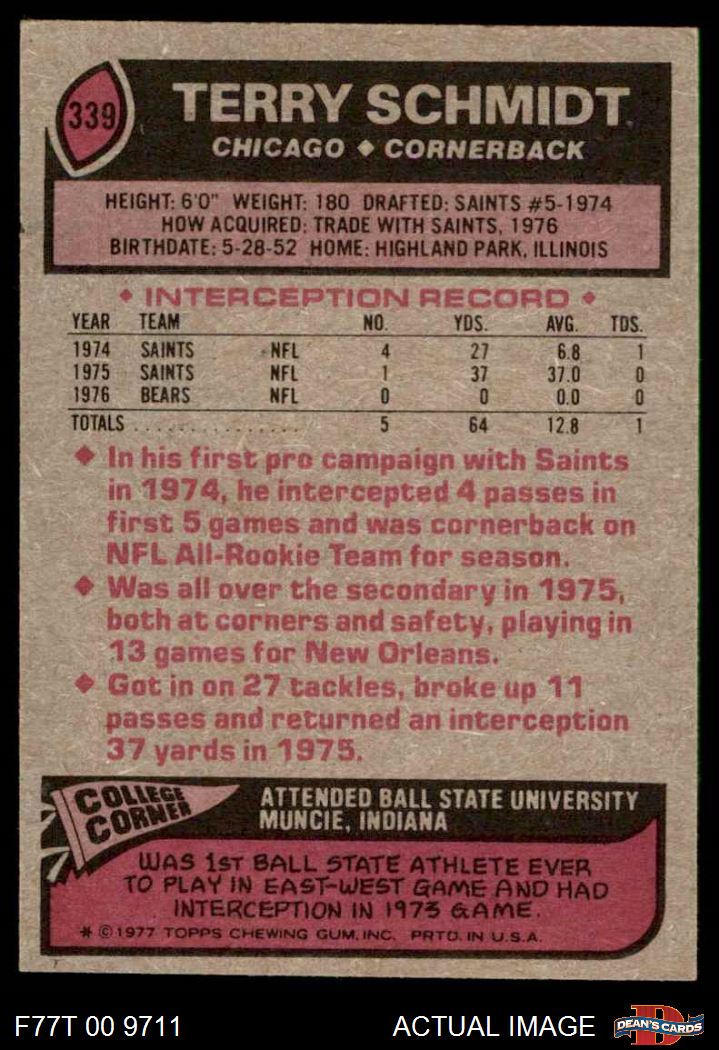 339
TERRY SCHMIDT
CHICAGO ◆ CORNERBACK
HEIGHT: 6'0" WEIGHT: 180 DRAFTED: SAINTS #5-1974
HOW ACQUIRED: TRADE WITH SAINTS, 1976
BIRTHDATE: 5-28-52 HOME: HIGHLAND PARK, ILLINOIS
◆ INTERCEPTION RECORD ◆
YEAR TEAM NO. YDS. AVG. TDS.
1974 SAINTS NFL 4 27 6.8 1
1975 SAINTS NFL 1 37 37.0 0
1976 BEARS NFL 0 0 0.0 0
TOTALS ................ 5 64 12.8 1
◆ In his first pro campaign with Saints
in 1974, he intercepted 4 passes in
first 5 games and was cornerback on
NFL All-Rookie Team for season.
◆ Was all over the secondary in 1975,
both at corners and safety, playing in
13 games for New Orleans.
◆ Got in on 27 tackles, broke up 11
passes and returned an interception
37 yards in 1975.
COLLEGE
CORNER
ATTENDED BALL STATE UNIVERSITY
MUNCIE, INDIANA
WAS 1ST BALL STATE ATHLETE EVER
TO PLAY IN EAST-WEST GAME AND HAD
INTERCEPTION IN 1973 GAME.
* © 1977 TOPPS CHEWING GUM, INC. PRTD. IN U.S.A.
F77T 00 9711 ACTUAL IMAGE DEAN'S CARDS